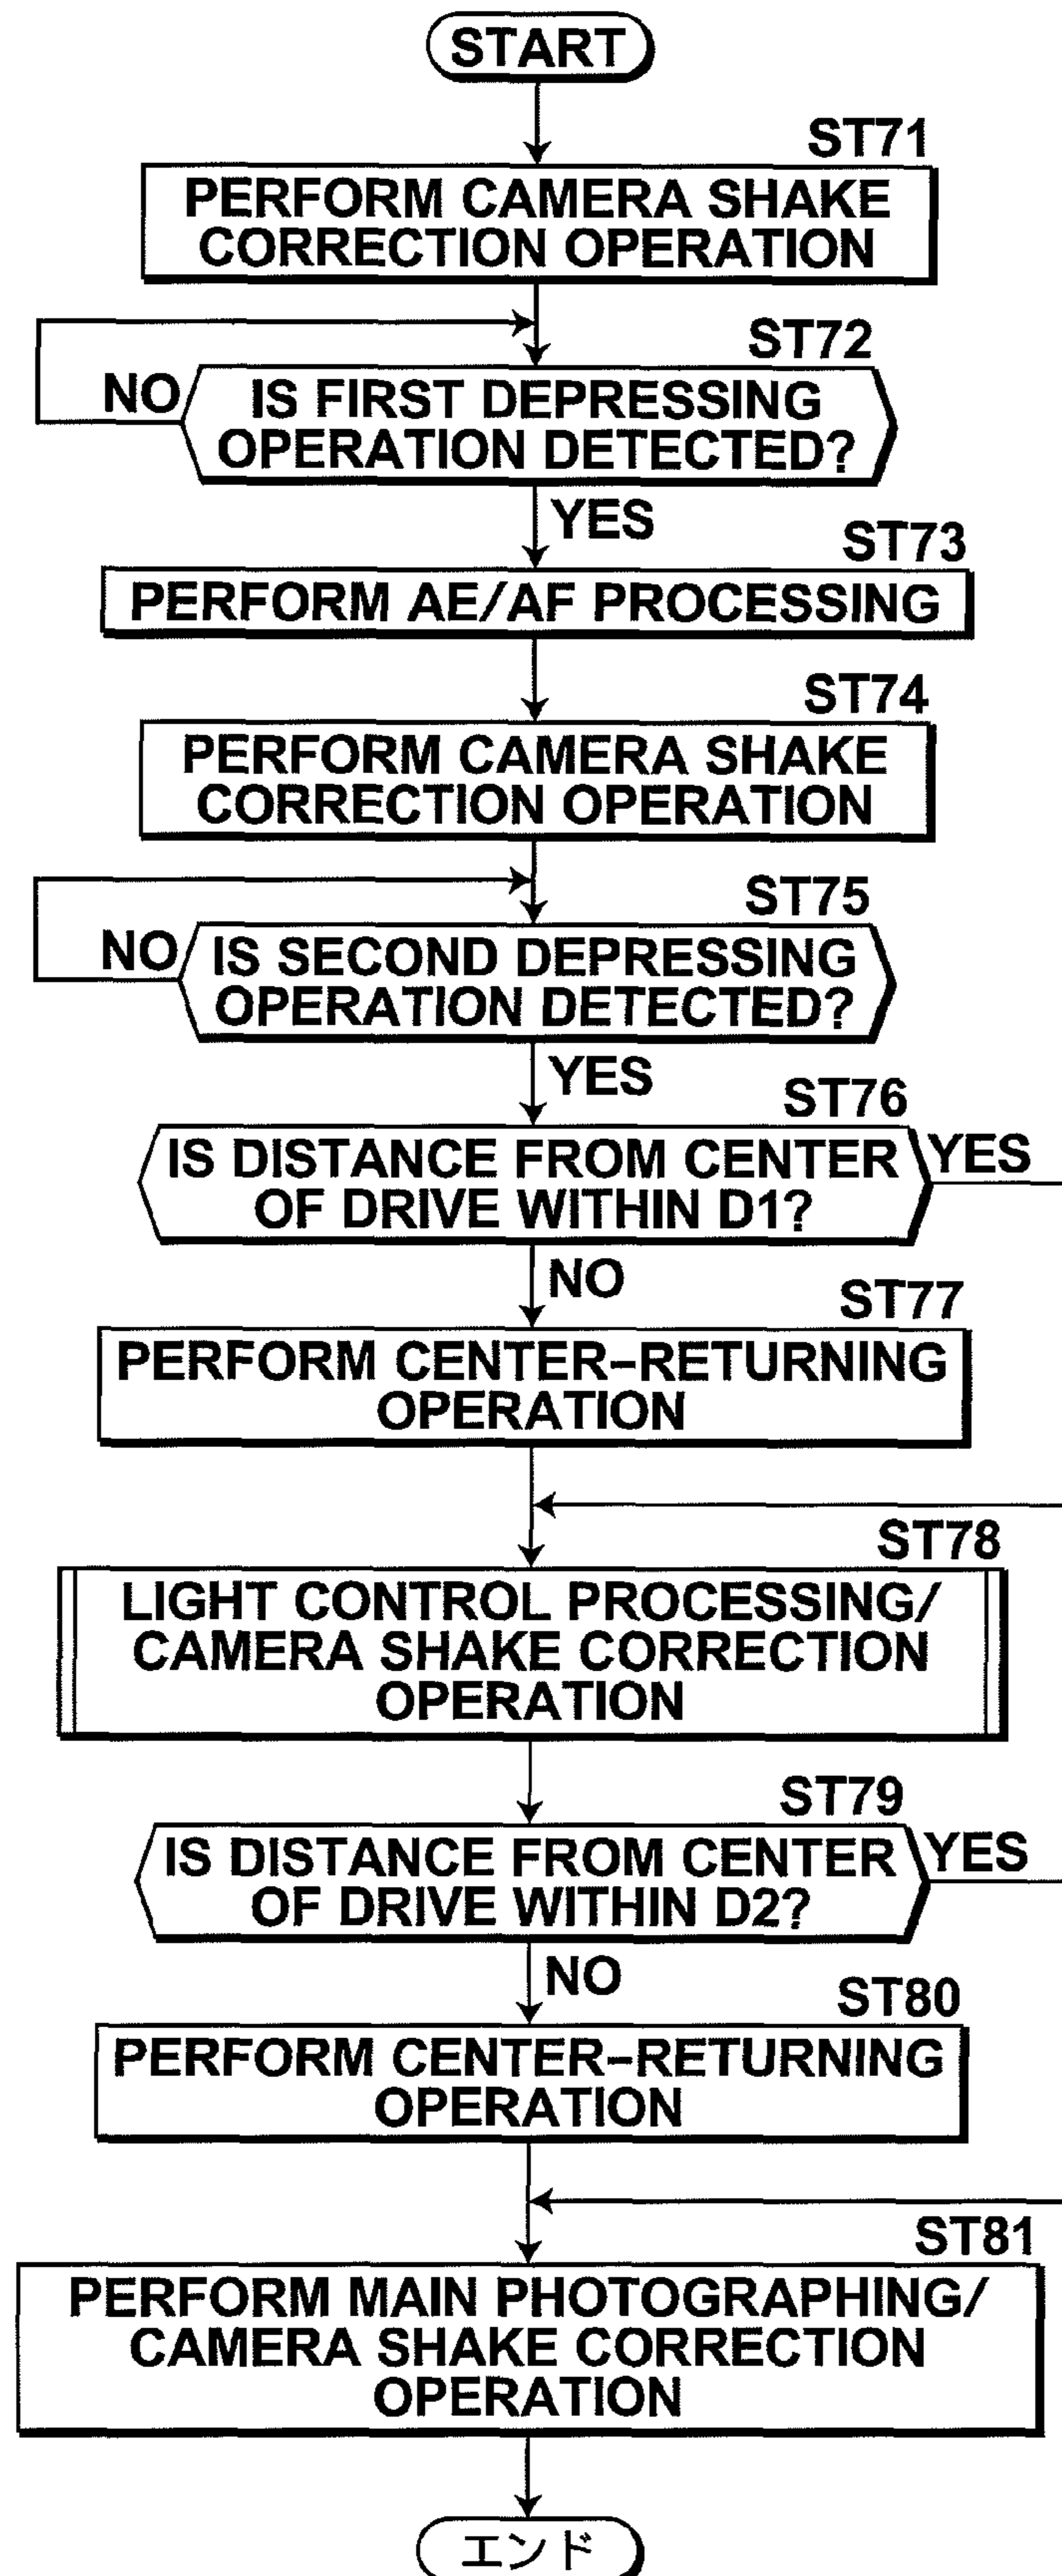 START
ST71
PERFORM CAMERA SHAKE
CORRECTION OPERATION
ST72
NO
IS FIRST DEPRESSING
OPERATION DETECTED?
YES
ST73
PERFORM AE/AF PROCESSING
ST74
PERFORM CAMERA SHAKE
CORRECTION OPERATION
ST75
NO
IS SECOND DEPRESSING
OPERATION DETECTED?
YES
ST76
IS DISTANCE FROM CENTER
OF DRIVE WITHIN D1?
YES
NO
ST77
PERFORM CENTER-RETURNING
OPERATION
ST78
LIGHT CONTROL PROCESSING/
CAMERA SHAKE CORRECTION
OPERATION
ST79
IS DISTANCE FROM CENTER
OF DRIVE WITHIN D2?
YES
NO
ST80
PERFORM CENTER-RETURNING
OPERATION
ST81
PERFORM MAIN PHOTOGRAPHING/
CAMERA SHAKE CORRECTION
OPERATION
エンド